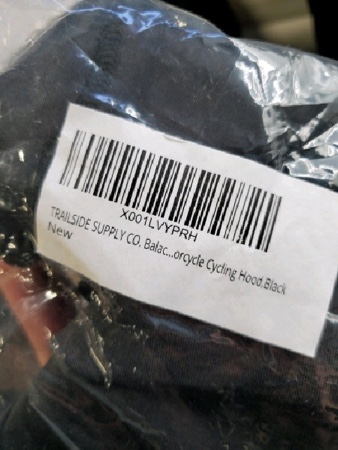 X001LVYPRH
TRAILSIDE SUPPLY CO. Balac...orcycle Cycling Hood,Black
New